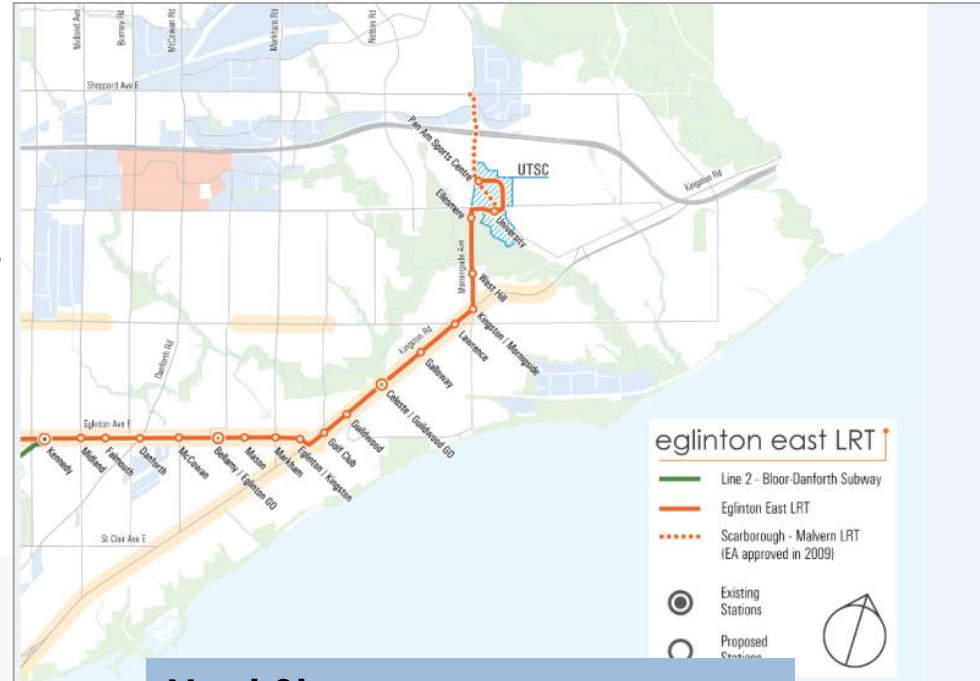 Midland Ave
Brimley Rd
McCowan Rd
Markham Rd
Neilson Rd
Sheppard Ave E
Pan Am Sports Centre
UTSC
Kingston Rd
Ellesmere
University
Morningside Ave
West Hill
Kingston / Morningside
Kingston Rd
Lawrence
Galloway
Danforth Rd
Celeste / Guildwood GO
Guildwood
Golf Club
Eglinton Ave E
Kennedy
Midland
Falmouth
Danforth
McCowan
Bellamy / Eglinton GO
Mason
Markham
Eglinton / Kingston
St Clair Ave E
eglinton east LRT
Line 2 - Bloor-Danforth Subway
Eglinton East LRT
Scarborough - Malvern LRT
(EA approved in 2009)
Existing
Stations
Proposed